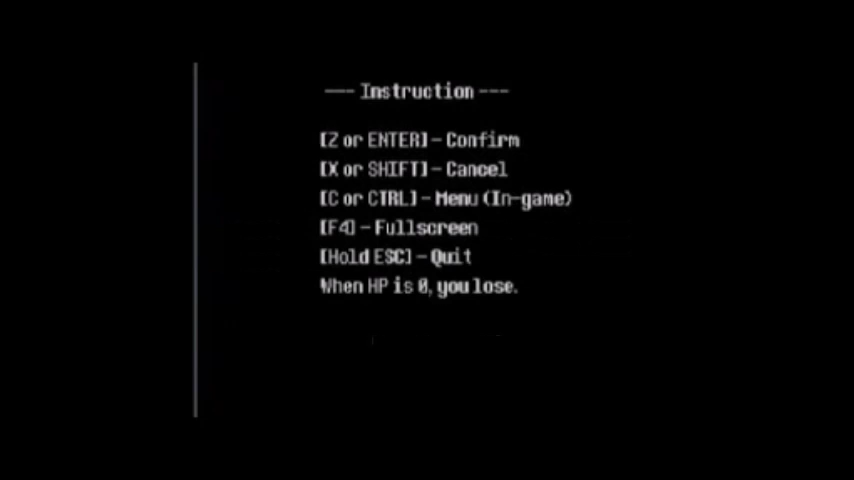 --- Instruction ---
[Z or ENTER] - Confirm
[X or SHIFT] - Cancel
[C or CTRL] - Menu (In-game)
[F4] - Fullscreen
[Hold ESC] - Quit
When HP is 0, you lose.